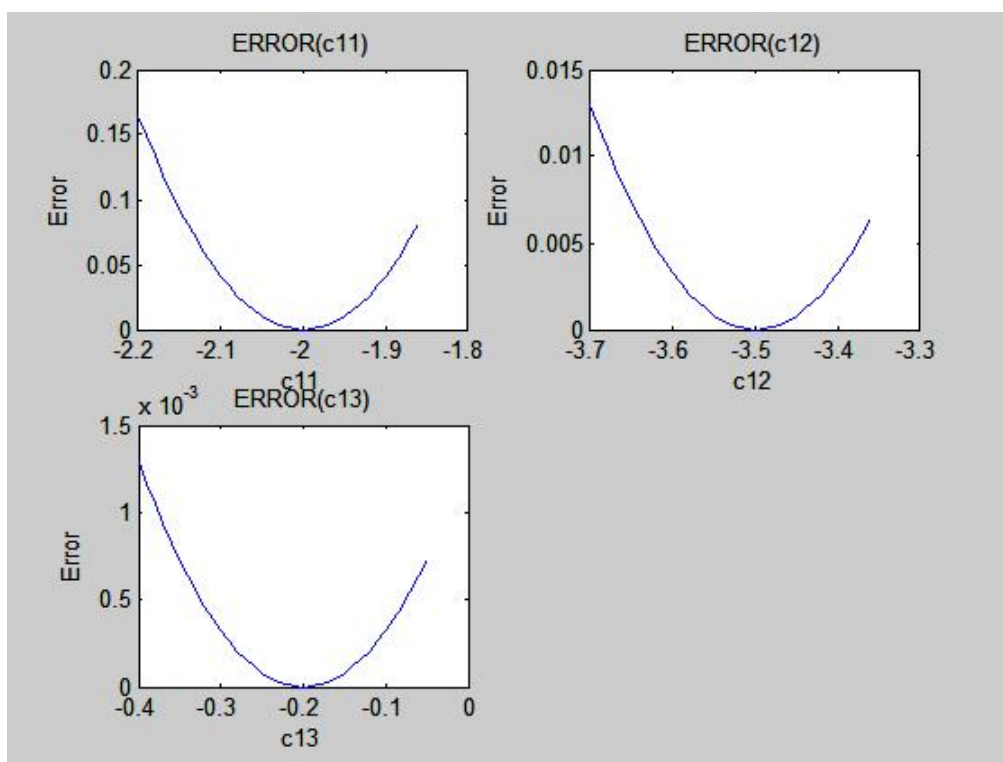 ERROR(c11)
0.2
0.15
0.1
0.05
0
Error
-2.2 -2.1 -2 -1.9 -1.8
c11
ERROR(c12)
0.015
0.01
0.005
0
Error
-3.7 -3.6 -3.5 -3.4 -3.3
c12
ERROR(c13)
x 10^-3
1.5
1
0.5
0
Error
-0.4 -0.3 -0.2 -0.1 0
c13